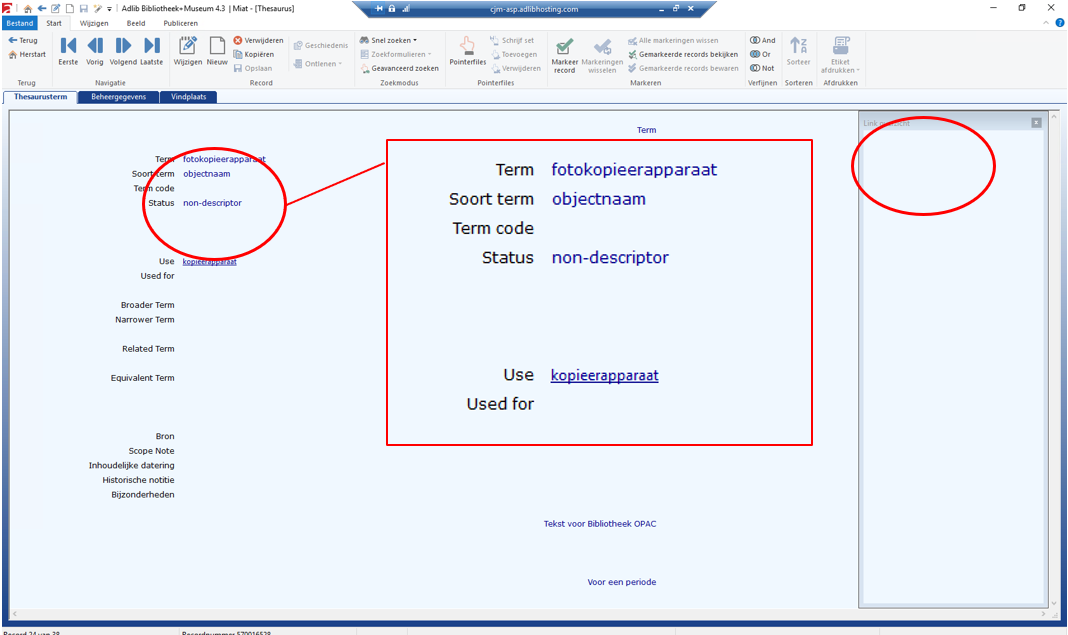 Adlib Bibliotheek+Museum 4.3 | Miat - [Thesaurus]
cjm-asp.adlibhosting.com
Bestand Start Wijzigen Beeld Publiceren
Terug
Herstart
Terug
Eerste Vorig Volgend Laatste
Navigatie
Wijzigen Nieuw
Verwijderen
Kopiëren
Opslaan
Record
Geschiedenis
Ontlenen
Snel zoeken
Zoekformulieren
Geavanceerd zoeken
Zoekmodus
Pointerfiles
Schrijf set
Toevoegen
Verwijderen
Pointerfiles
Markeer record
Markeringen wisselen
Alle markeringen wissen
Gemarkeerde records bekijken
Gemarkeerde records bewaren
Markeren
And
Or
Not
Verfijnen
Sorteer
Sorteren
Etiket afdrukken
Afdrukken
Thesaurusterm Beheergegevens Vindplaats
Term
Term fotokopieerapparaat
Soort term objectnaam
Term code
Status non-descriptor
Use kopieerapparaat
Used for
Broader Term
Narrower Term
Related Term
Equivalent Term
Bron
Scope Note
Inhoudelijke datering
Historische notitie
Bijzonderheden
Term fotokopieerapparaat
Soort term objectnaam
Term code
Status non-descriptor
Use kopieerapparaat
Used for
Tekst voor Bibliotheek OPAC
Voor een periode
Link
Record 24 van 38
Recordnummer 570016528